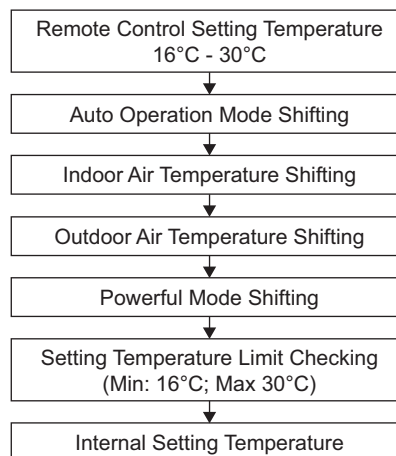 Remote Control Setting Temperature
16°C - 30°C
Auto Operation Mode Shifting
Indoor Air Temperature Shifting
Outdoor Air Temperature Shifting
Powerful Mode Shifting
Setting Temperature Limit Checking
(Min: 16°C; Max 30°C)
Internal Setting Temperature